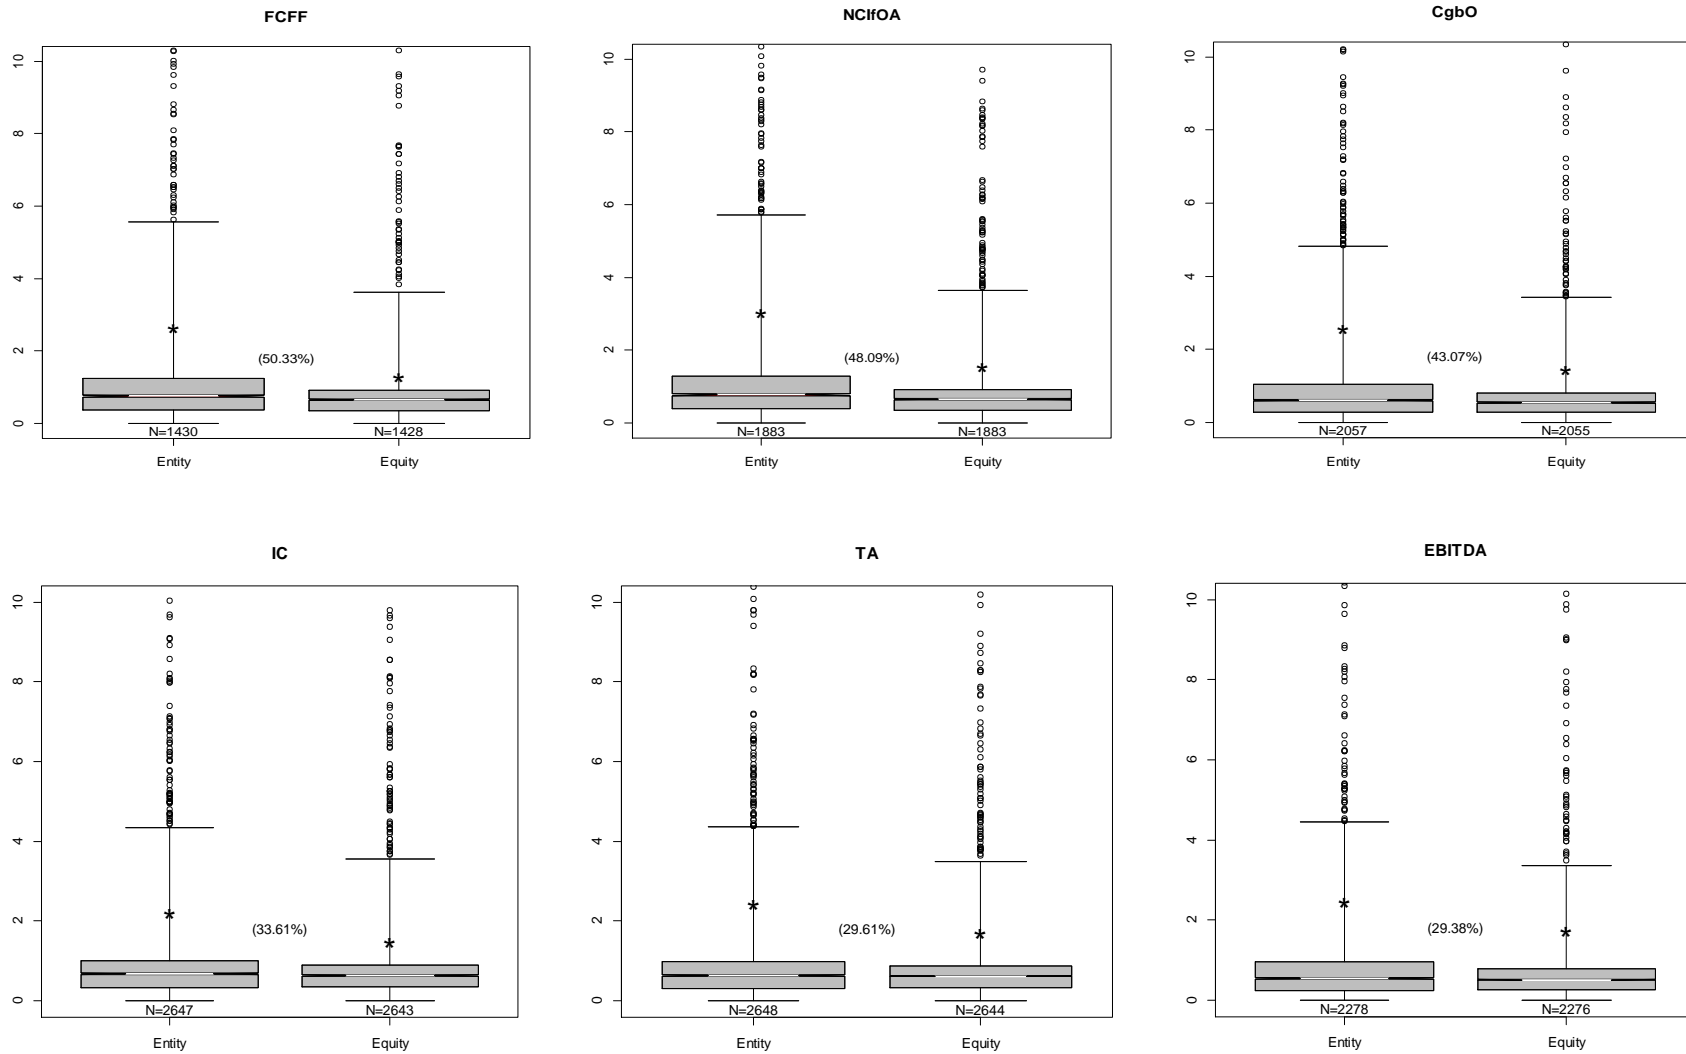 FCFF
10
8
6
4
2
0
(50.33%)
N=1430
N=1428
Entity
Equity
NCIfOA
10
8
6
4
2
0
(48.09%)
N=1883
N=1883
Entity
Equity
CgbO
10
8
6
4
2
0
(43.07%)
N=2057
N=2055
Entity
Equity
IC
10
8
6
4
2
0
(33.61%)
N=2647
N=2643
Entity
Equity
TA
10
8
6
4
2
0
(29.61%)
N=2648
N=2644
Entity
Equity
EBITDA
10
8
6
4
2
0
(29.38%)
N=2278
N=2276
Entity
Equity